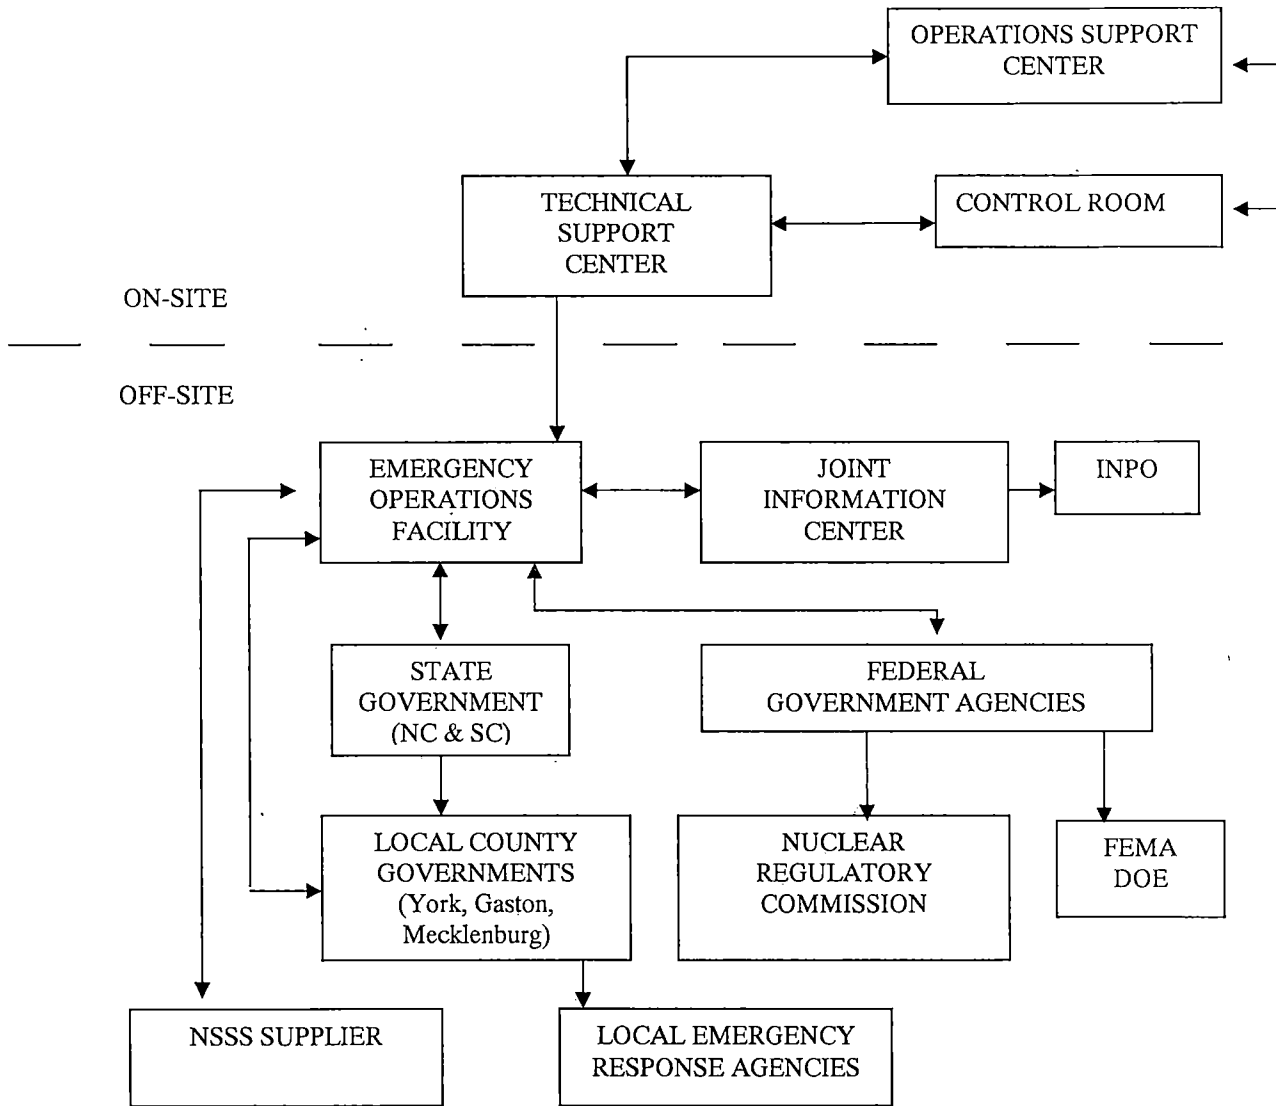 OPERATIONS SUPPORT
CENTER
TECHNICAL
SUPPORT
CENTER
CONTROL ROOM
ON-SITE
OFF-SITE
EMERGENCY
OPERATIONS
FACILITY
JOINT
INFORMATION
CENTER
INPO
STATE
GOVERNMENT
(NC & SC)
FEDERAL
GOVERNMENT AGENCIES
LOCAL COUNTY
GOVERNMENTS
(York, Gaston,
Mecklenburg)
NUCLEAR
REGULATORY
COMMISSION
FEMA
DOE
NSSS SUPPLIER
LOCAL EMERGENCY
RESPONSE AGENCIES